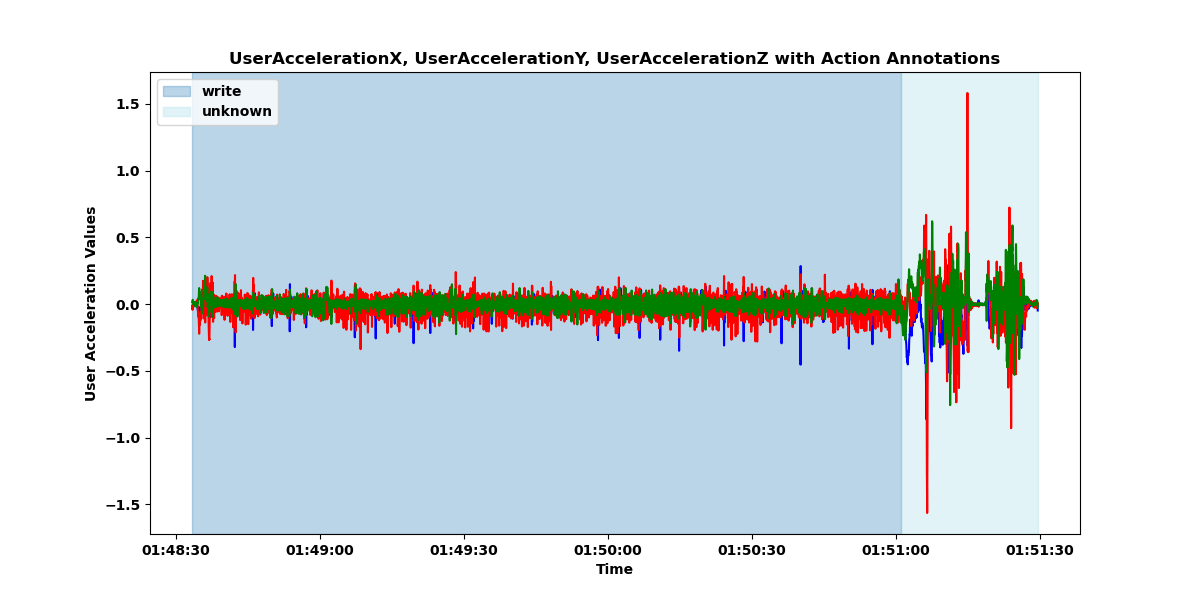 UserAccelerationX, UserAccelerationY, UserAccelerationZ with Action Annotations
write
unknown
1.5
1.0
0.5
0.0
−0.5
−1.0
−1.5
User Acceleration Values
01:48:30 01:49:00 01:49:30 01:50:00 01:50:30 01:51:00 01:51:30
Time